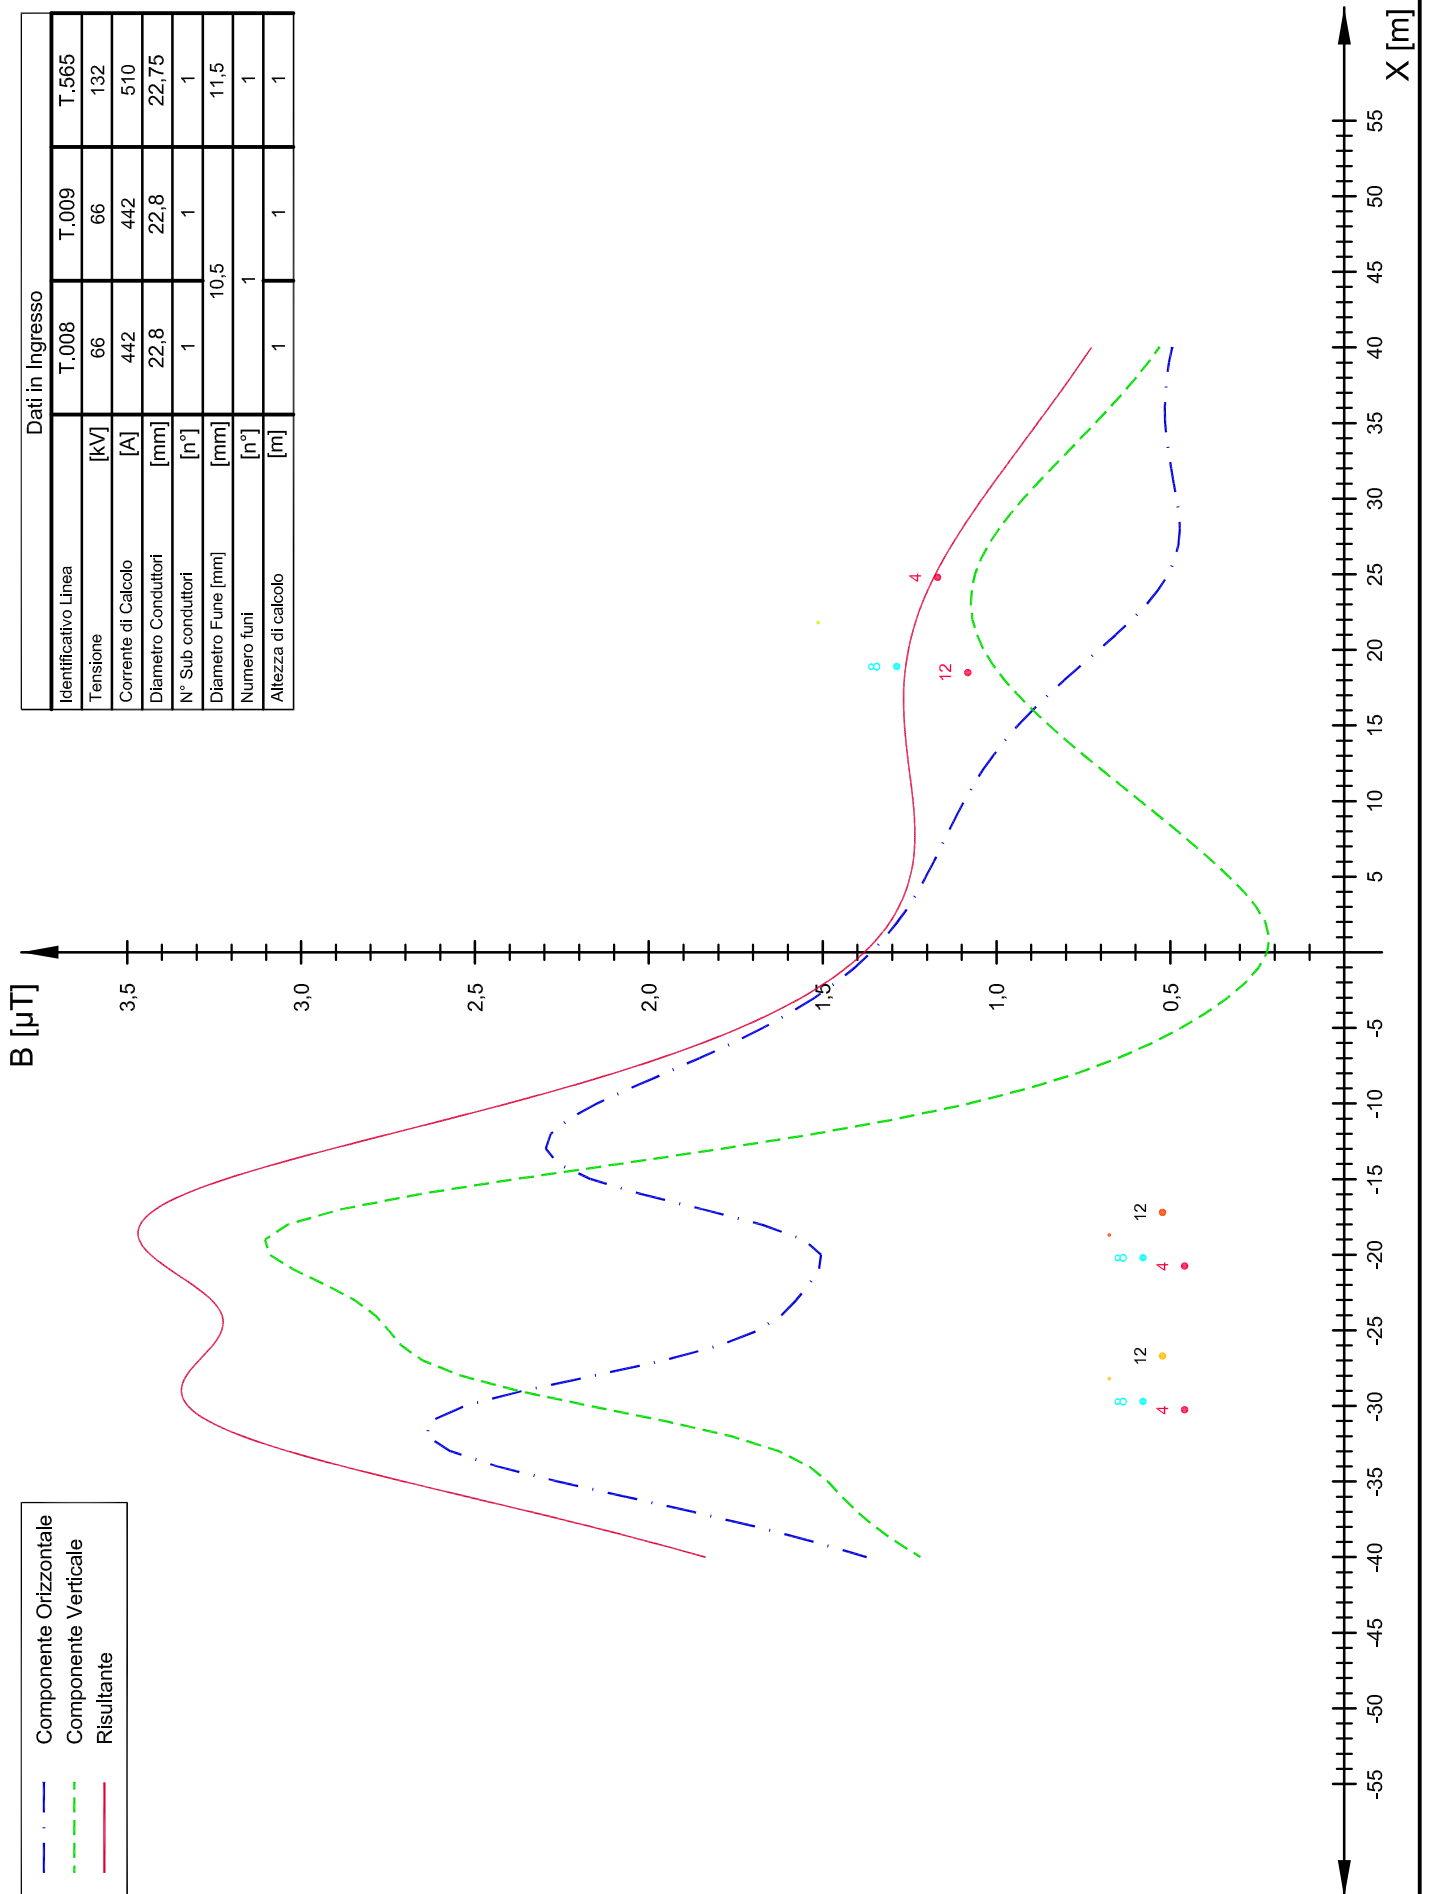 Componente Orizzontale
Componente Verticale
Risultante
B [µT]
Dati in Ingresso
Identificativo Linea T.008 T.009 T.565
Tensione [kV] 66 66 132
Corrente di Calcolo [A] 442 442 510
Diametro Conduttori [mm] 22,8 22,8 22,75
N° Sub conduttori [n°] 1 1 1
Diametro Fune [mm] [mm] 10,5 11,5
Numero funi [n°] 1 1
Altezza di calcolo [m] 1 1 1
3,5
3,0
2,5
2,0
1,5
1,0
0,5
8
4
12
8 12 8 12
4 4
-55 -50 -45 -40 -35 -30 -25 -20 -15 -10 -5 5 10 15 20 25 30 35 40 45 50 55
X [m]